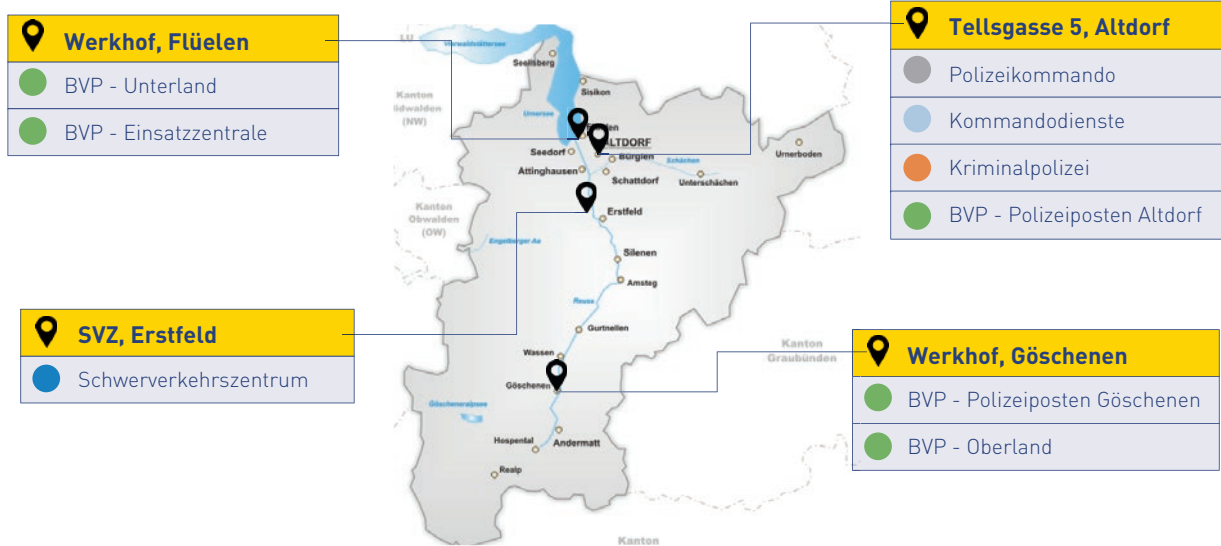 Werkhof, Flüelen
BVP - Unterland
BVP - Einsatzzentrale
Tellsgasse 5, Altdorf
Polizeikommando
Kommandodienste
Kriminalpolizei
BVP - Polizeiposten Altdorf
SVZ, Erstfeld
Schwerverkehrszentrum
Werkhof, Göschenen
BVP - Polizeiposten Göschenen
BVP - Oberland
LU
Vierwaldstättersee
Seelisberg
Sisikon
Kanton
(NW)
Urnersee
ALTDORF
Seedorf
Bürglen
Schächen
Urnerboden
Attinghausen
Schattdorf
Unterschächen
Kanton
Obwalden
(OW)
Erstfeld
Engelberger Aa
Silenen
Amsteg
Reuss
Gurtnellen
Wassen
Kanton
Graubünden
Göschenen
Göscheneralpsee
Andermatt
Hospental
Realp
Kanton